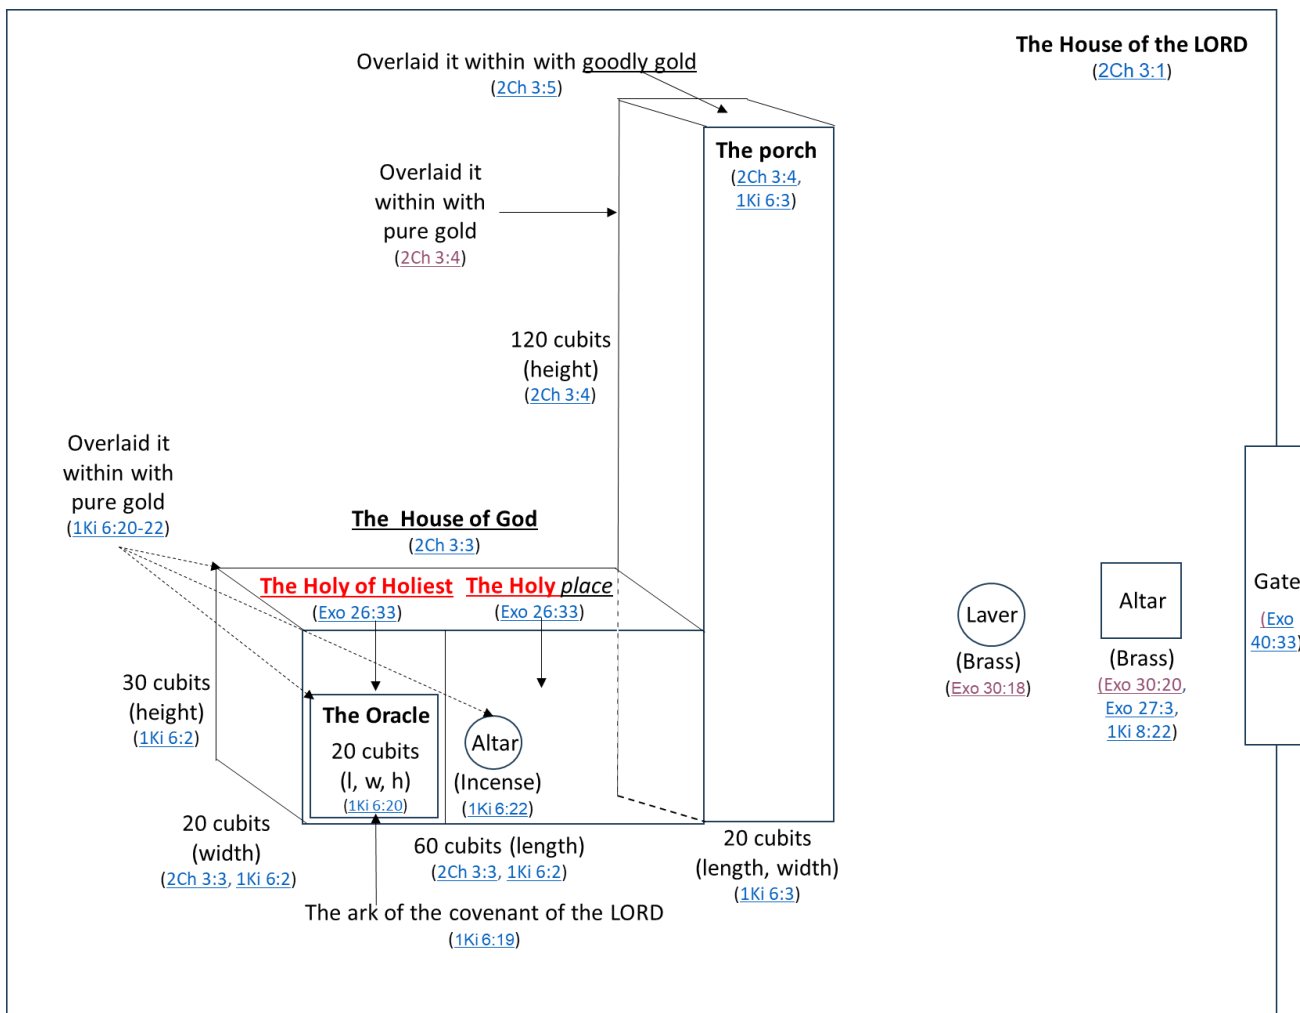 The House of the LORD
(2Ch 3:1)
Overlaid it within with goodly gold
(2Ch 3:5)
The porch
(2Ch 3:4,
1Ki 6:3)
Overlaid it
within with
pure gold
(2Ch 3:4)
120 cubits
(height)
(2Ch 3:4)
Overlaid it
within with
pure gold
(1Ki 6:20-22)
The House of God
(2Ch 3:3)
The Holy of Holiest
(Exo 26:33)
The Holy place
(Exo 26:33)
30 cubits
(height)
(1Ki 6:2)
The Oracle
20 cubits
(l, w, h)
(1Ki 6:20)
Altar
(Incense)
(1Ki 6:22)
20 cubits
(width)
(2Ch 3:3, 1Ki 6:2)
60 cubits (length)
(2Ch 3:3, 1Ki 6:2)
20 cubits
(length, width)
(1Ki 6:3)
The ark of the covenant of the LORD
(1Ki 6:19)
Laver
(Brass)
(Exo 30:18)
Altar
(Brass)
(Exo 30:20,
Exo 27:3,
1Ki 8:22)
Gate
(Exo
40:33)